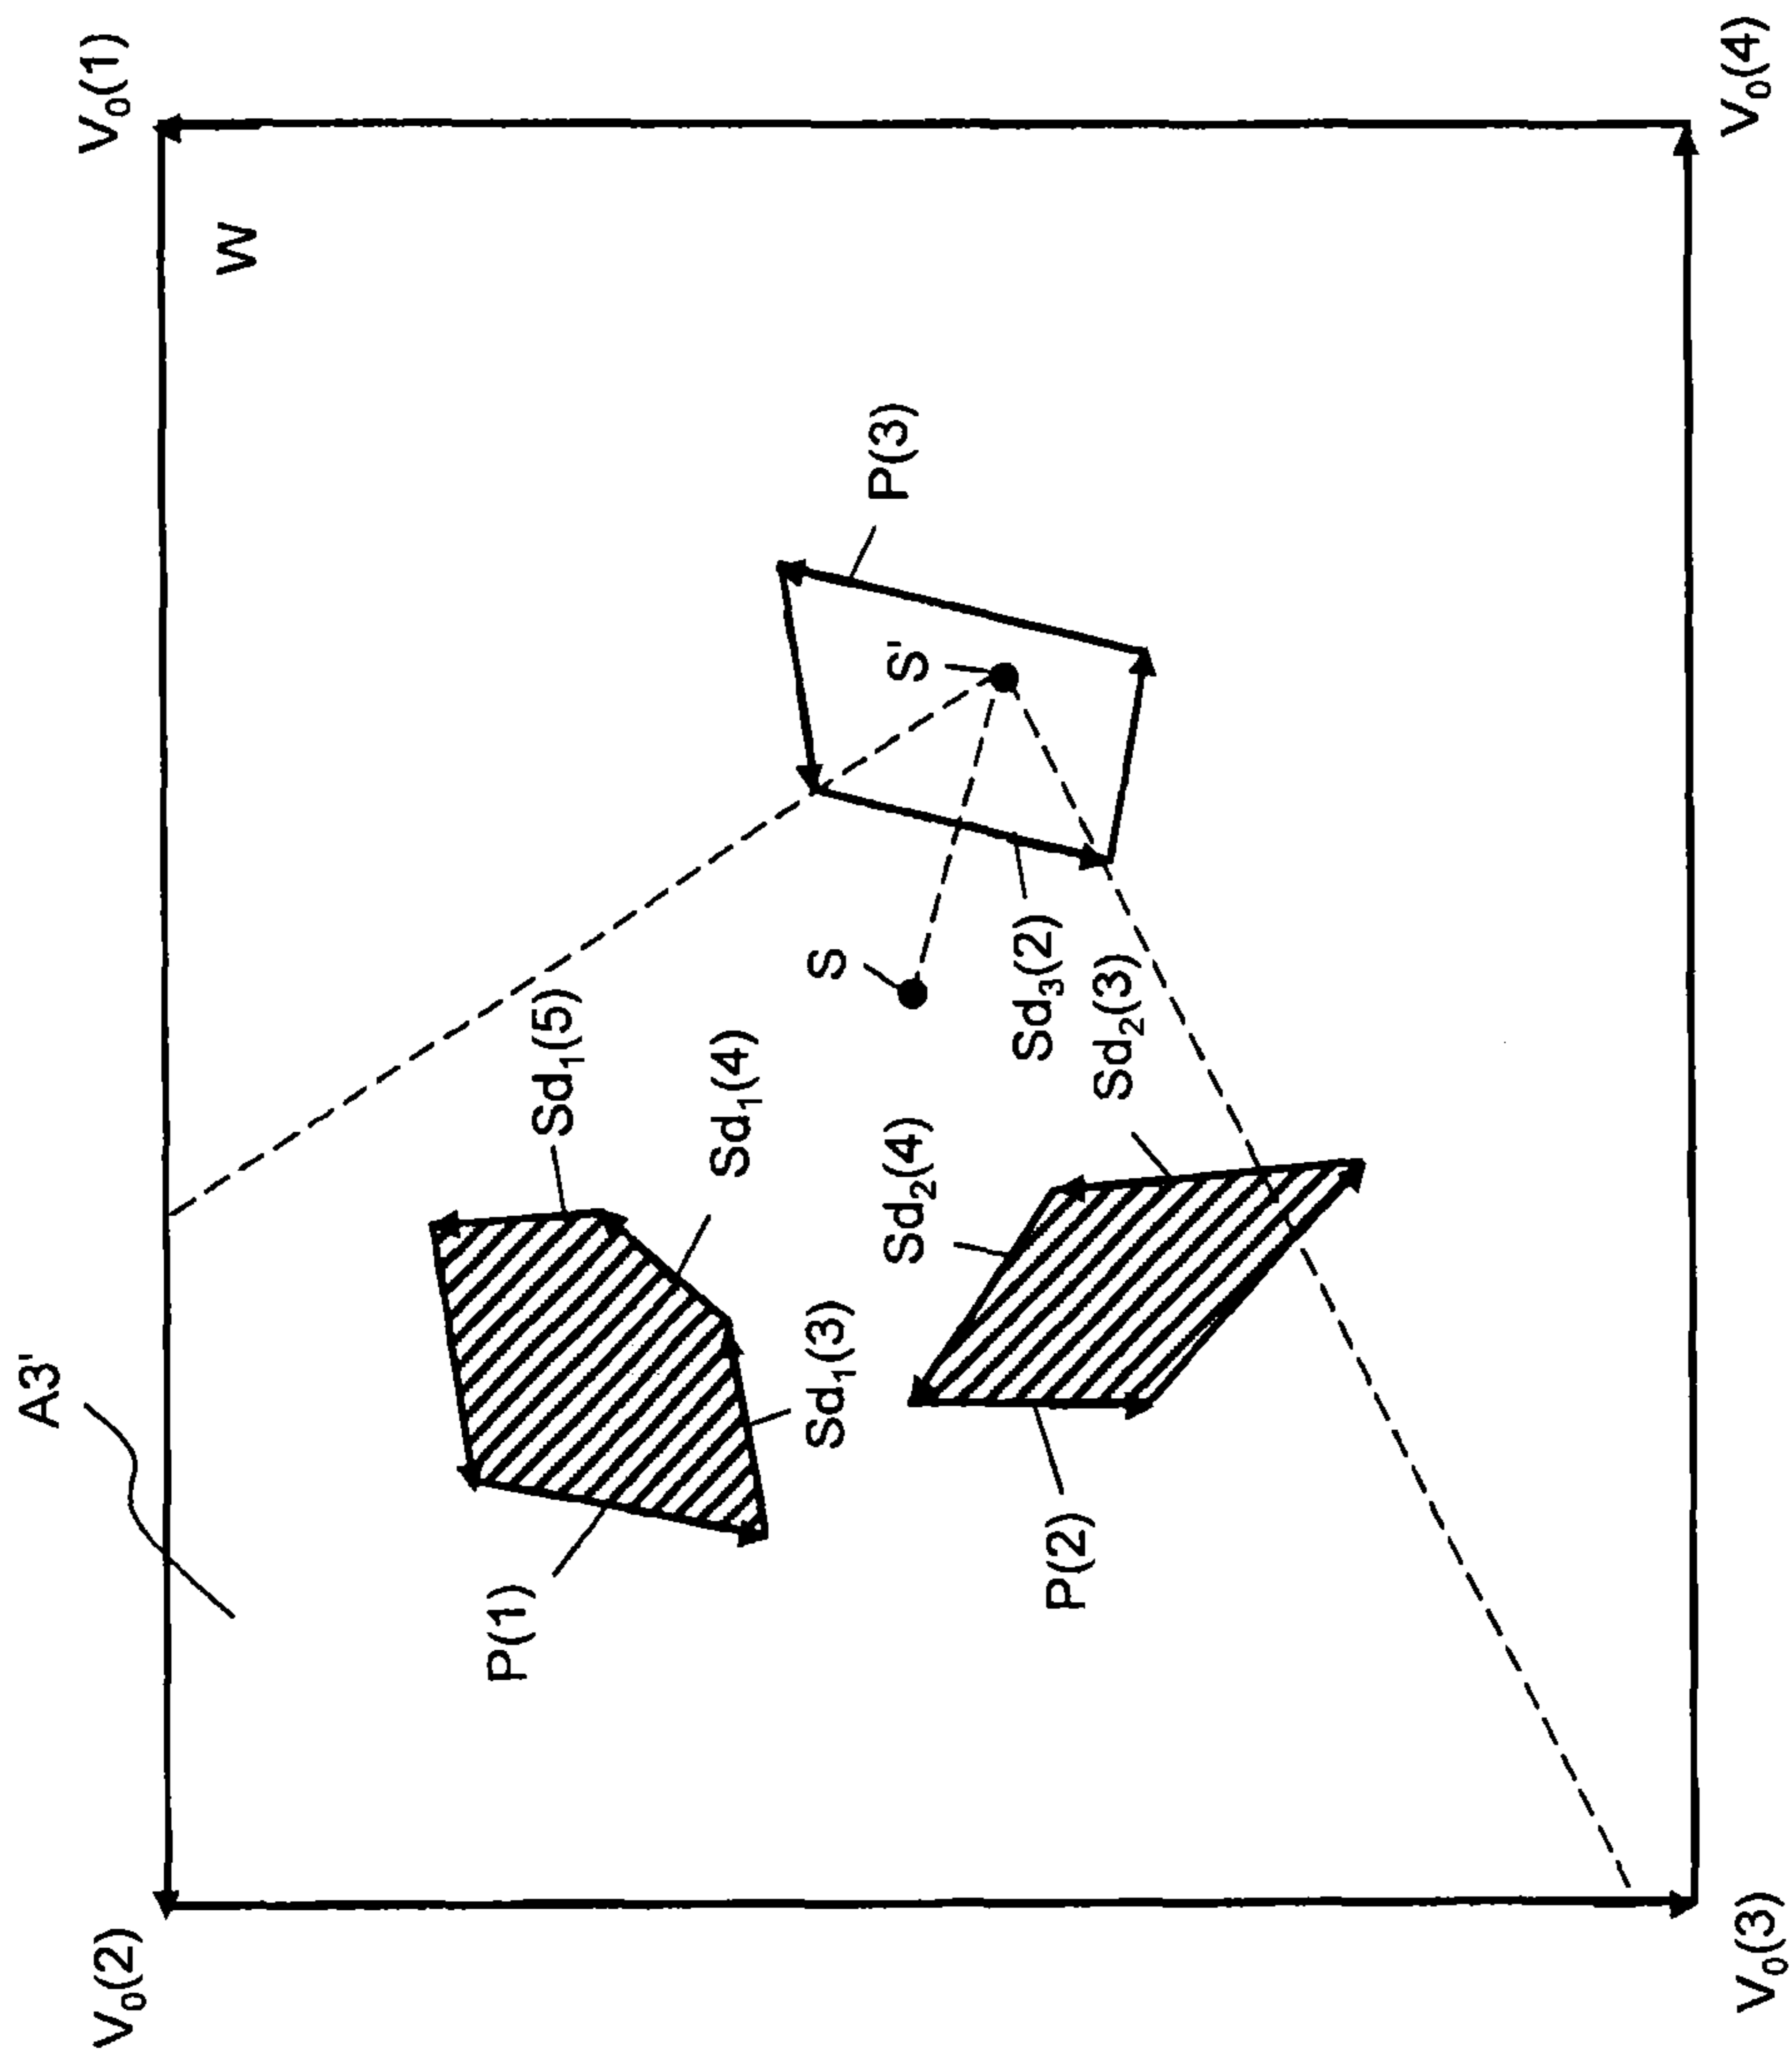 A3'
V₀(2)
V₀(1)
W
P(1)
Sd₁(5)
Sd₁(4)
Sd₁(3)
S
P(3)
S'
Sd₂(4)
Sd₃(2)
P(2)
Sd₂(3)
V₀(3)
V₀(4)